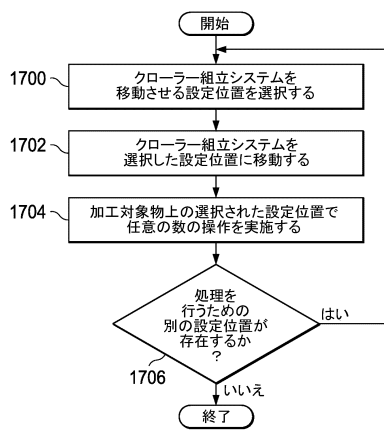 開始
1700
クローラー組立システムを
移動させる設定位置を選択する
1702
クローラー組立システムを
選択した設定位置に移動する
1704
加工対象物上の選択された設定位置で
任意の数の操作を実施する
処理を
行うための
別の設定位置が
存在するか
?
はい
1706
いいえ
終了